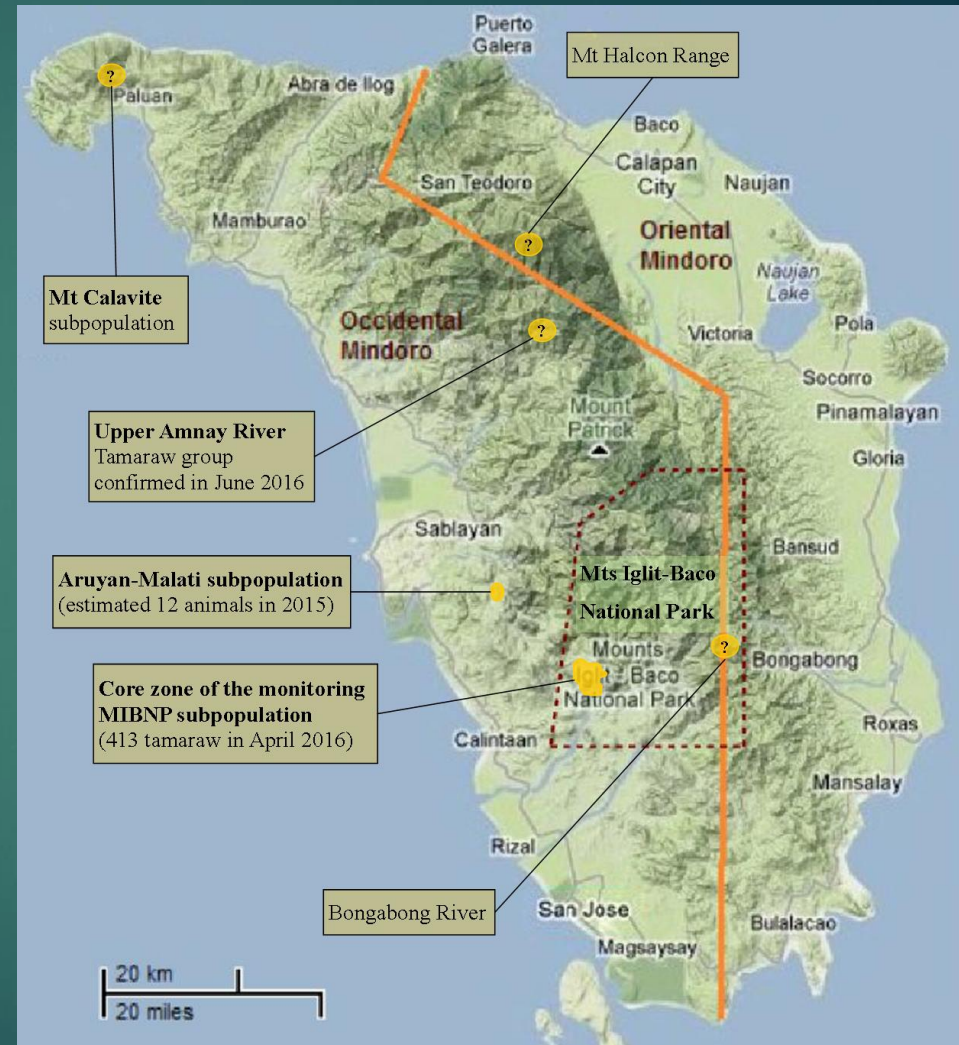 Puerto
Galera
Mt Halcon Range
?
Paluan
Abra de Ilog
Baco
Calapan
City
Naujan
San Teodoro
Mamburao
Oriental
Mindoro
?
Naujan
Lake
Mt Calavite
subpopulation
Occidental
Mindoro
?
Victoria
Pola
Socorro
Pinamalayan
Mount
Patrick
Upper Amnay River
Tamaraw group
confirmed in June 2016
Gloria
Sablayan
Bansud
Mts Iglit-Baco
National Park
Aruyan-Malati subpopulation
(estimated 12 animals in 2015)
?
Mounts
Iglit - Baco
National Park
Bongabong
Core zone of the monitoring
MIBNP subpopulation
(413 tamaraw in April 2016)
Roxas
Calintaan
Mansalay
Rizal
Bongabong River
San Jose
Bulalacao
Magsaysay
20 km
20 miles